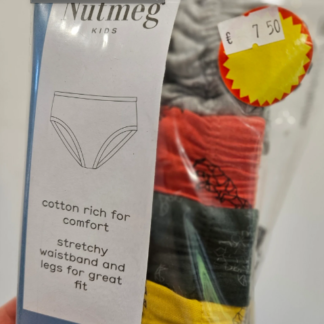 Nutmeg
KIDS
€ 7 50
cotton rich for
comfort
stretchy
waistband and
legs for great
fit